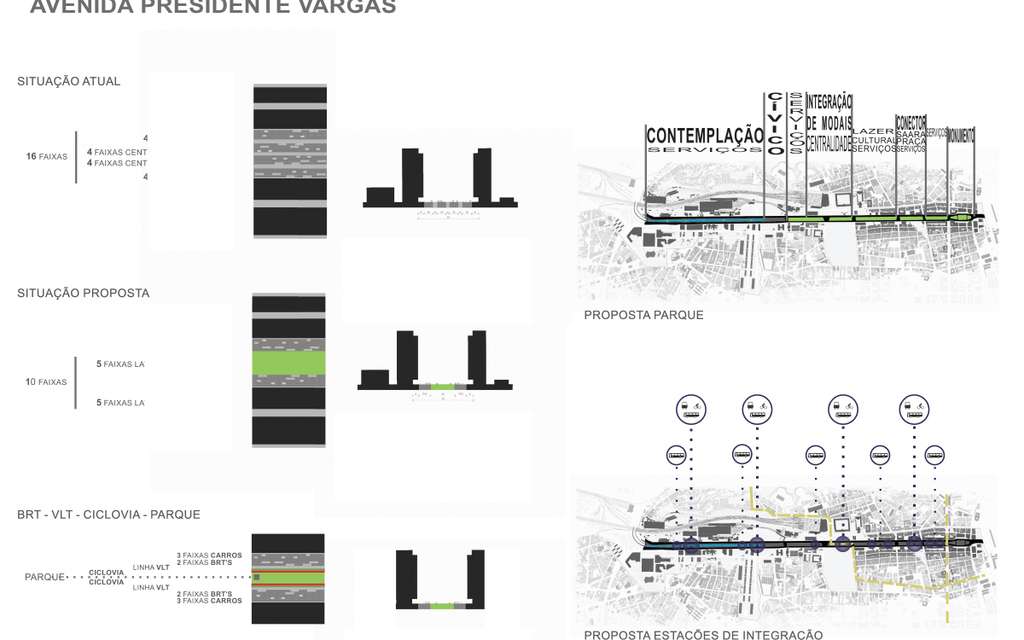 AVENIDA PRESIDENTE VARGAS
SITUAÇÃO ATUAL
16 FAIXAS
4
4 FAIXAS CENT
4 FAIXAS CENT
4
SITUAÇÃO PROPOSTA
10 FAIXAS
5 FAIXAS LA
5 FAIXAS LA
BRT - VLT - CICLOVIA - PARQUE
3 FAIXAS CARROS
2 FAIXAS BRT'S
LINHA VLT
CICLOVIA
PARQUE
CICLOVIA
LINHA VLT
2 FAIXAS BRT'S
3 FAIXAS CARROS
CONTEMPLAÇÃO
SERVIÇOS
CÍVICO
SERVIÇOS
INTEGRAÇÃO
DE MODAIS
CENTRALIDADE
LAZER
CULTURAL
SERVIÇOS
CONECTOR
SAARA
PRAÇA
SERVIÇOS
SERVIÇOS
MONUMENTO
PROPOSTA PARQUE
PROPOSTA ESTAÇÕES DE INTEGRAÇÃO